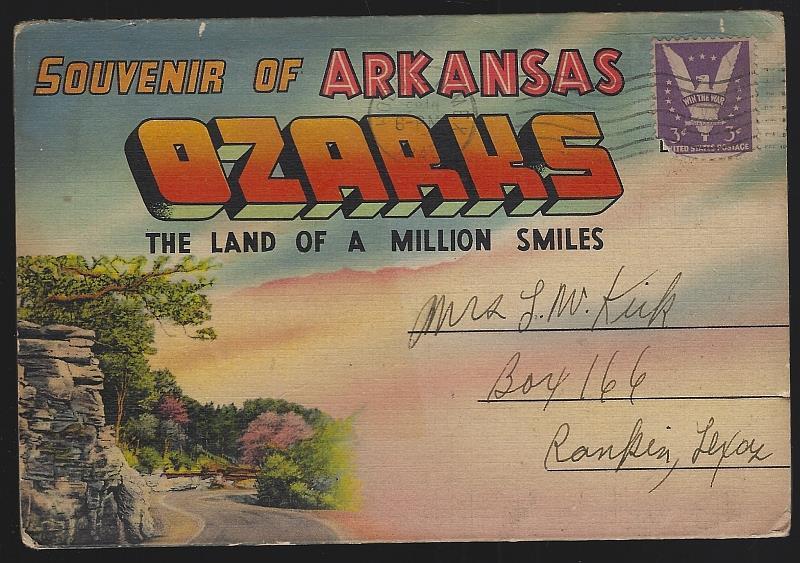 SOUVENIR OF ARKANSAS
OZARKS
THE LAND OF A MILLION SMILES
WIN THE WAR
3¢ 3¢
UNITED STATES POSTAGE
Mrs L. W. Kirk
Box 166
Rankin, Texas